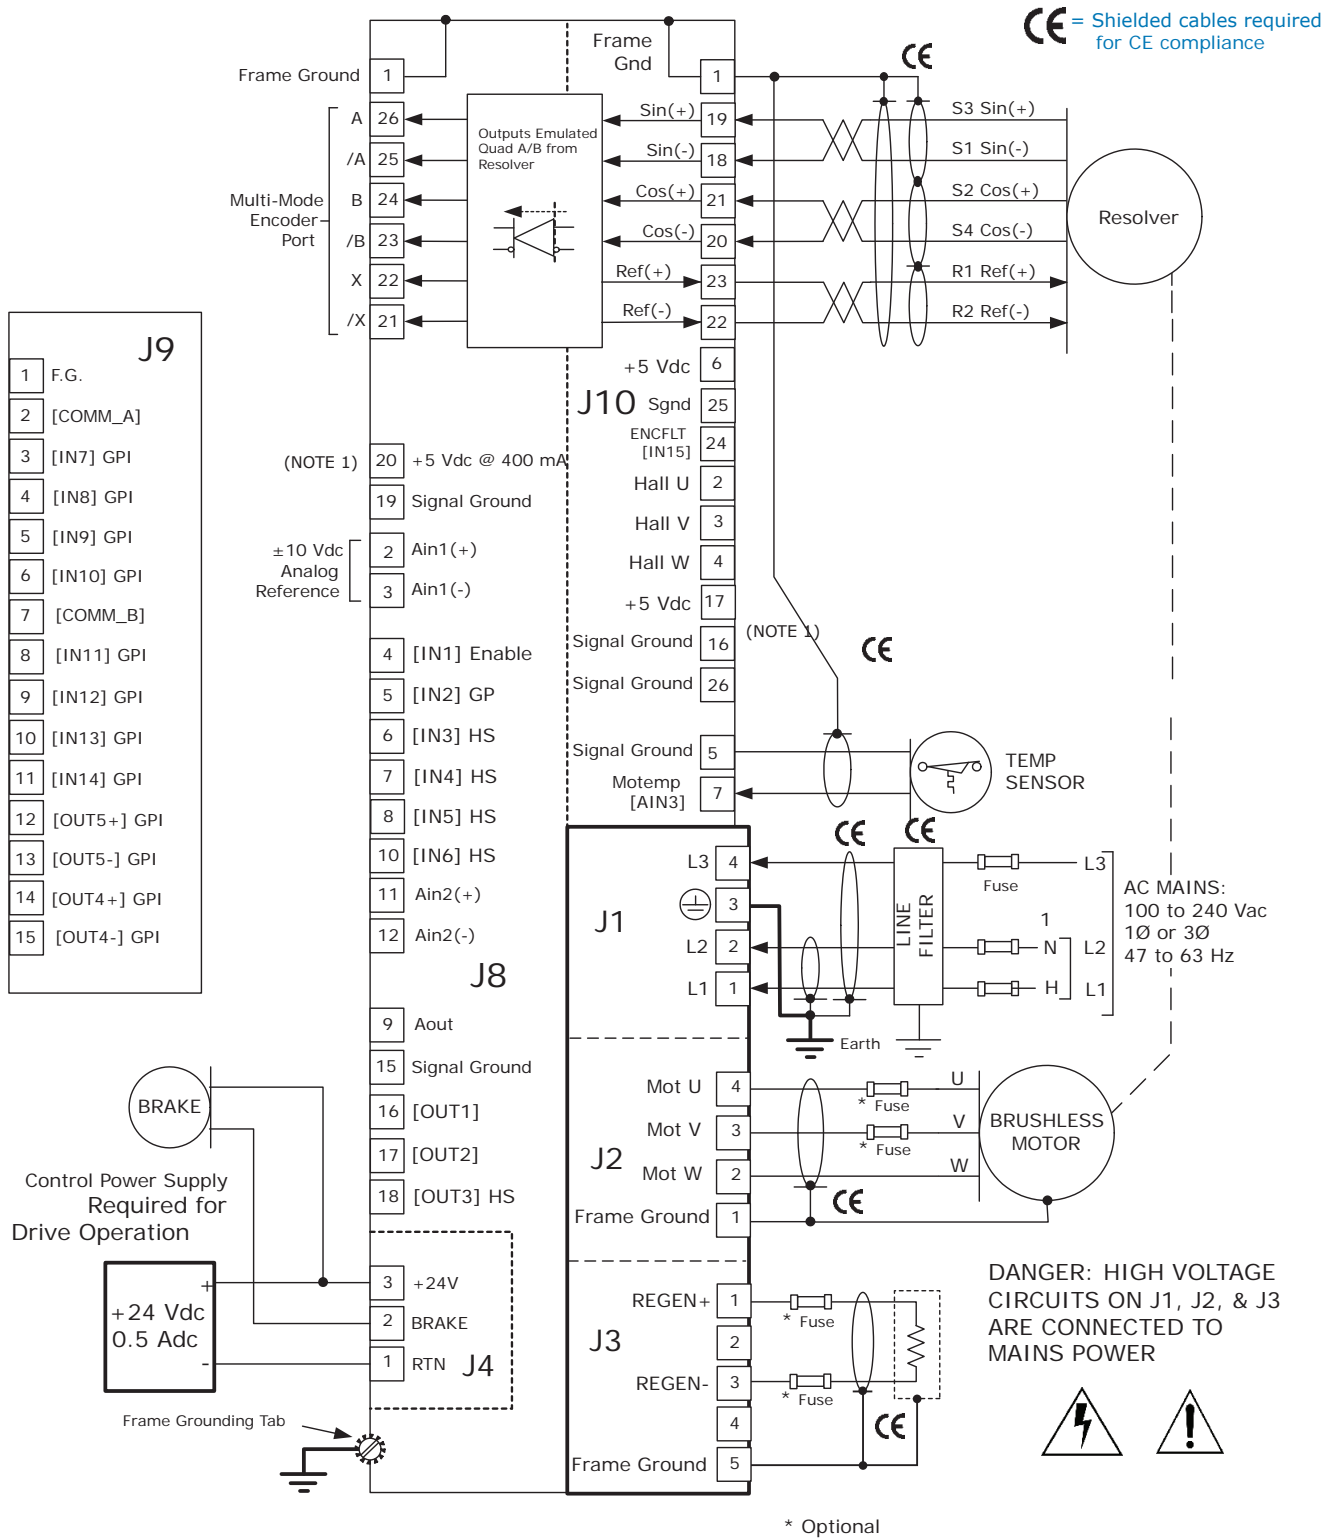 CE = Shielded cables required
for CE compliance
Frame
Gnd
CE
Frame Ground 1
1
A 26
/A 25
B 24
/B 23
X 22
/X 21
Multi-Mode
Encoder
Port
Outputs Emulated
Quad A/B from
Resolver
Sin(+) 19
Sin(-) 18
Cos(+) 21
Cos(-) 20
Ref(+) 23
Ref(-) 22
S3 Sin(+)
S1 Sin(-)
S2 Cos(+)
S4 Cos(-)
R1 Ref(+)
R2 Ref(-)
Resolver
J9
1 F.G.
2 [COMM_A]
3 [IN7] GPI
4 [IN8] GPI
5 [IN9] GPI
6 [IN10] GPI
7 [COMM_B]
8 [IN11] GPI
9 [IN12] GPI
10 [IN13] GPI
11 [IN14] GPI
12 [OUT5+] GPI
13 [OUT5-] GPI
14 [OUT4+] GPI
15 [OUT4-] GPI
(NOTE 1) 20 +5 Vdc @ 400 mA
19 Signal Ground
±10 Vdc
Analog
Reference
2 Ain1(+)
3 Ain1(-)
4 [IN1] Enable
5 [IN2] GP
6 [IN3] HS
7 [IN4] HS
8 [IN5] HS
10 [IN6] HS
11 Ain2(+)
12 Ain2(-)
J8
9 Aout
15 Signal Ground
16 [OUT1]
17 [OUT2]
18 [OUT3] HS
J10
+5 Vdc 6
Sgnd 25
ENCFLT
[IN15] 24
Hall U 2
Hall V 3
Hall W 4
+5 Vdc 17
Signal Ground 16
(NOTE 1)
CE
Signal Ground 26
Signal Ground 5
Motemp
[AIN3] 7
TEMP
SENSOR
CE
CE
J1
L3 4
3
L2 2
L1 1
LINE
FILTER
Fuse
L3
1
N L2
H L1
AC MAINS:
100 to 240 Vac
1Ø or 3Ø
47 to 63 Hz
Earth
J2
Mot U 4
Mot V 3
Mot W 2
Frame Ground 1
* Fuse
* Fuse
U
V
W
CE
BRUSHLESS
MOTOR
BRAKE
Control Power Supply
Required for
Drive Operation
+
+24 Vdc
0.5 Adc
-
3 +24V
2 BRAKE
1 RTN
J4
Frame Grounding Tab
J3
REGEN+ 1
2
REGEN- 3
4
Frame Ground 5
* Fuse
* Fuse
CE
DANGER: HIGH VOLTAGE
CIRCUITS ON J1, J2, & J3
ARE CONNECTED TO
MAINS POWER
!
* Optional